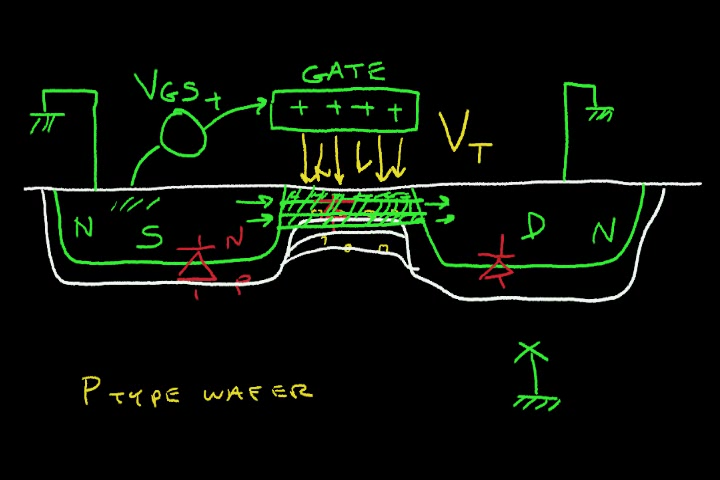 GATE
VGS +
+ + + +
VT
N S N D N
P
P TYPE WAFER